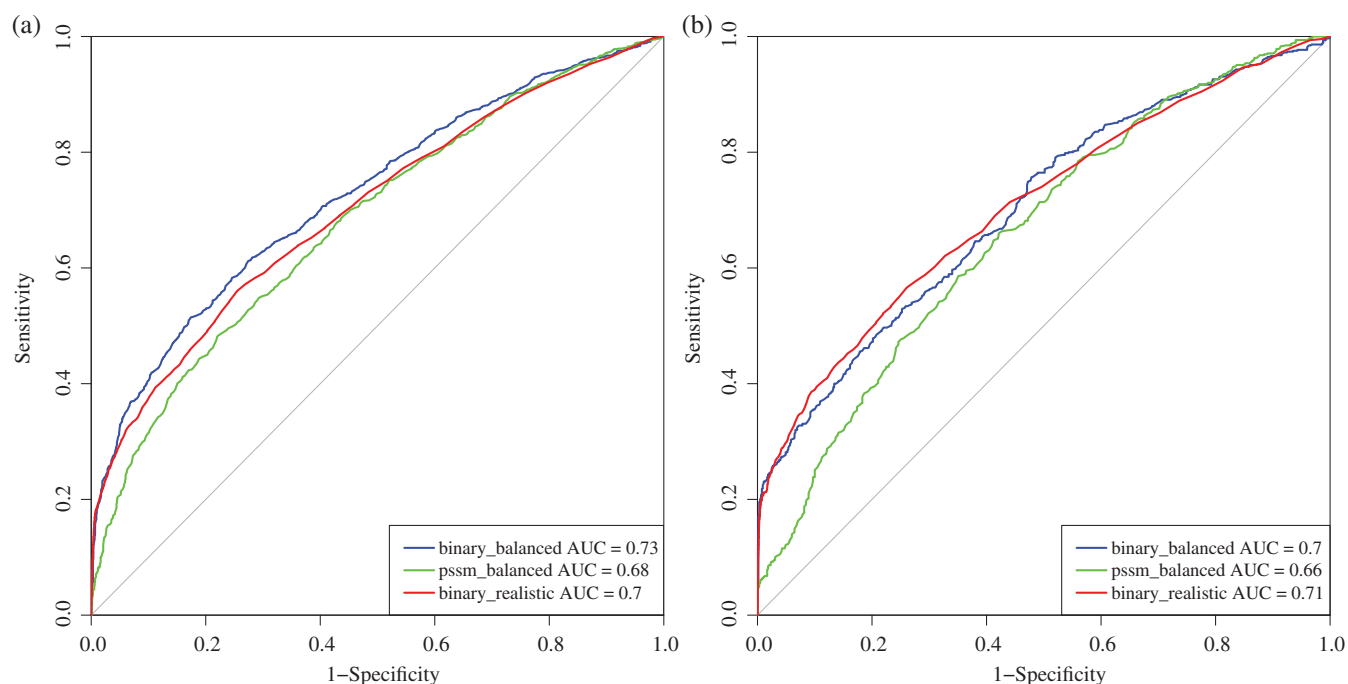 (a)
1.0
0.8
0.6
0.4
0.2
0.0
Sensitivity
0.0 0.2 0.4 0.6 0.8 1.0
1−Specificity
binary_balanced AUC = 0.73
pssm_balanced AUC = 0.68
binary_realistic AUC = 0.7
(b)
1.0
0.8
0.6
0.4
0.2
0.0
Sensitivity
0.0 0.2 0.4 0.6 0.8 1.0
1−Specificity
binary_balanced AUC = 0.7
pssm_balanced AUC = 0.66
binary_realistic AUC = 0.71